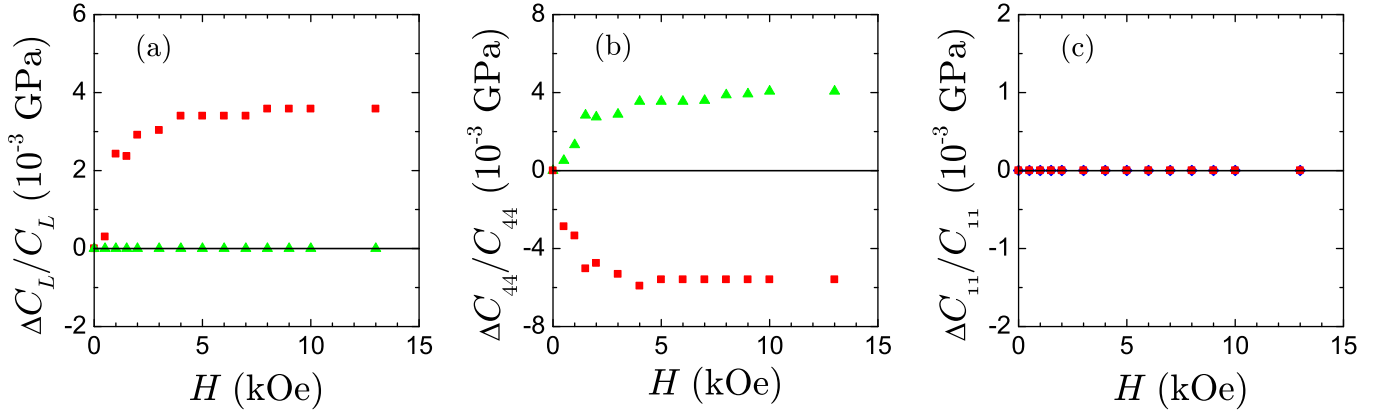 (a)
ΔC_L/C_L (10^-3 GPa)
6
4
2
0
-2
0 5 10 15
H (kOe)
(b)
ΔC_44/C_44 (10^-3 GPa)
8
4
0
-4
-8
0 5 10 15
H (kOe)
(c)
ΔC_11/C_11 (10^-3 GPa)
2
1
0
-1
-2
0 5 10 15
H (kOe)